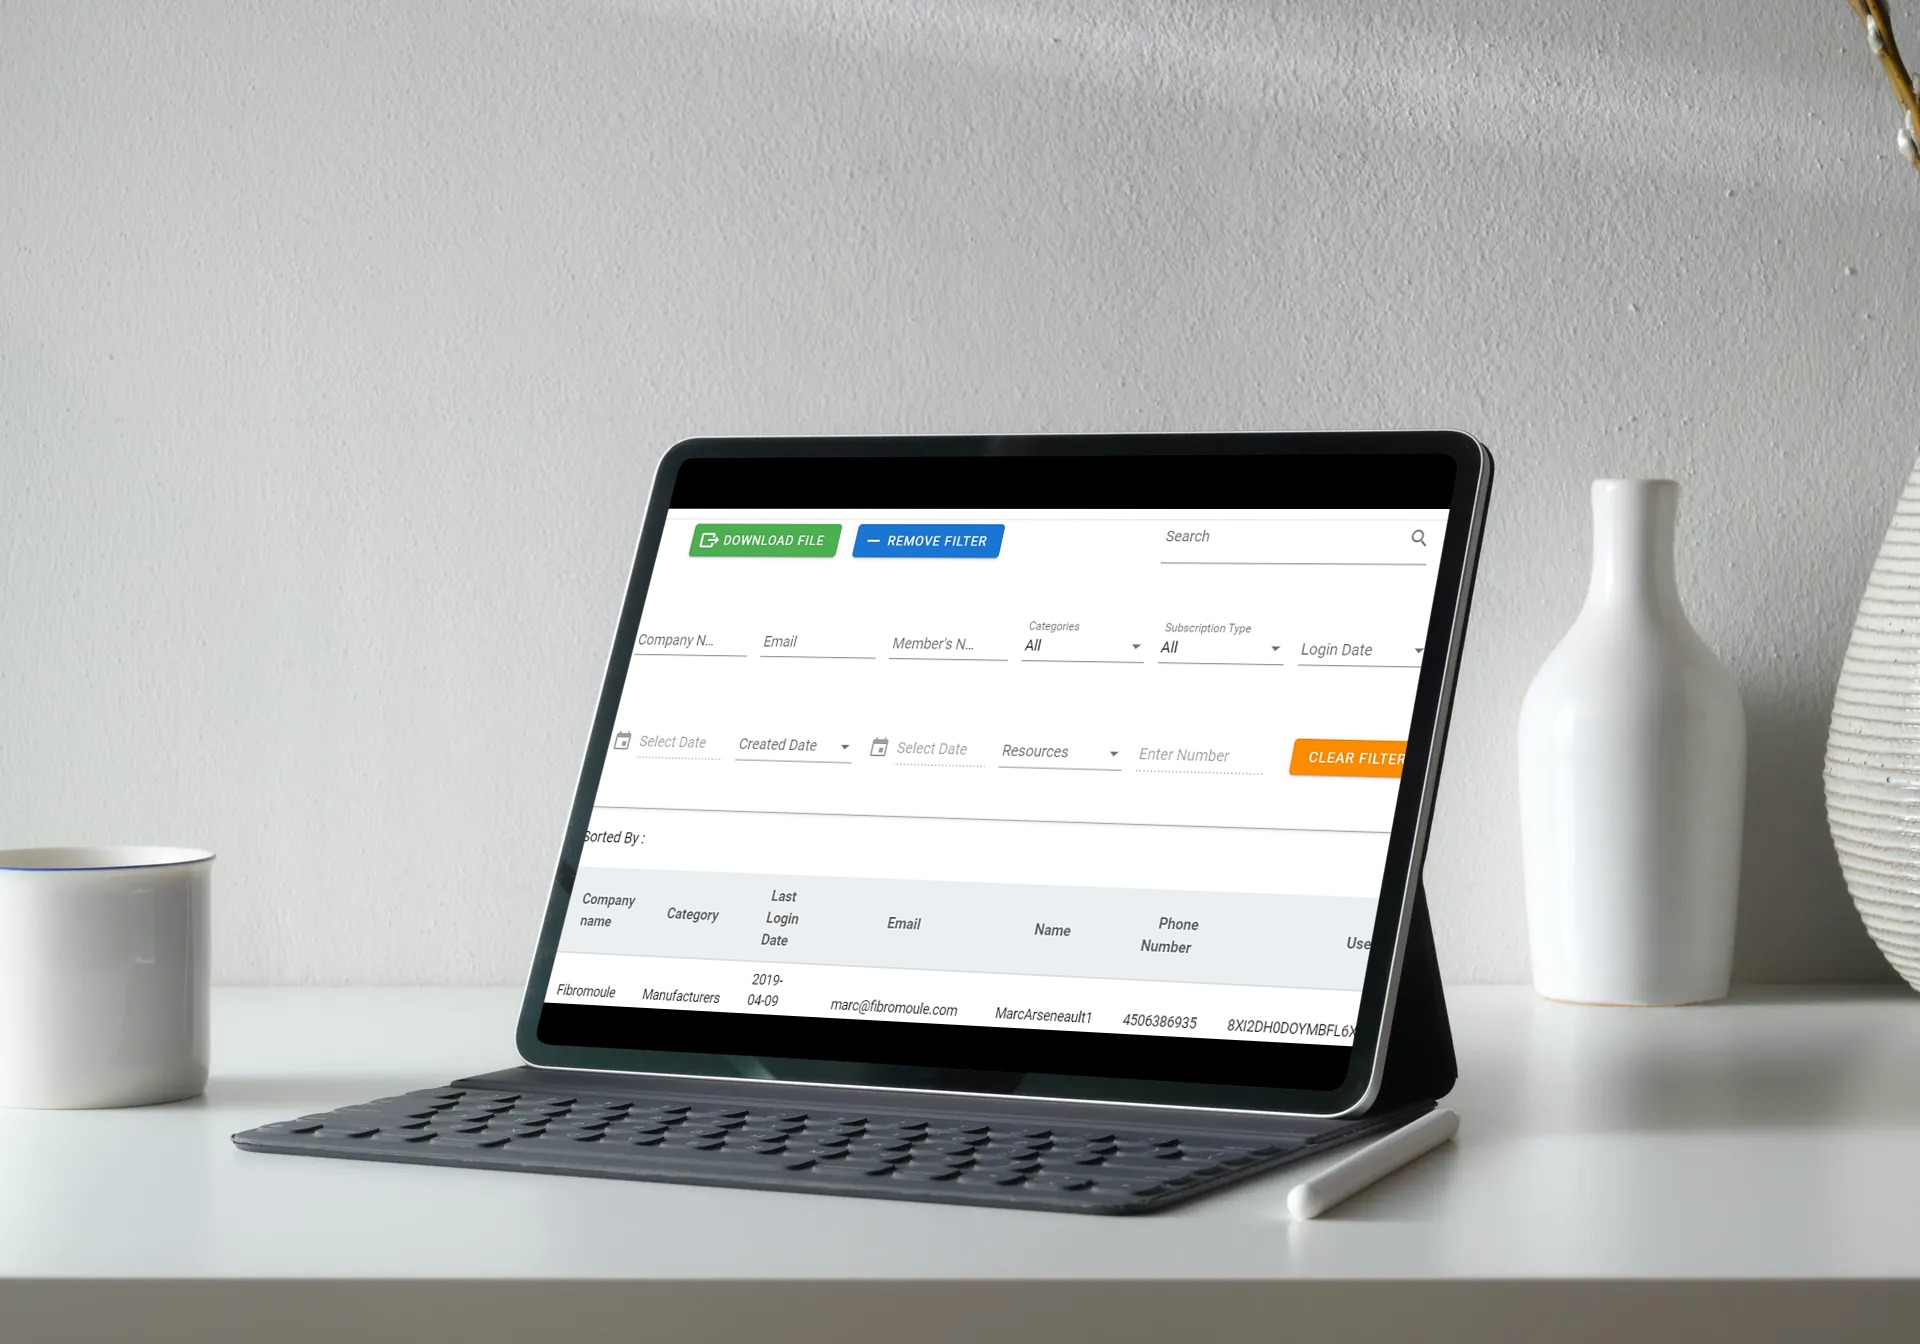 DOWNLOAD FILE
REMOVE FILTER
Search
Company N...
Email
Member's N...
Categories
All
Subscription Type
All
Login Date
Select Date
Created Date
Select Date
Resources
Enter Number
CLEAR FILTER
Sorted By :
Company
name
Category
Last
Login
Date
Email
Name
Phone
Number
Use
Fibromoule
Manufacturers
2019-
04-09
marc@fibromoule.com
MarcArseneault1
4506386935
8XI2DH0DOYMBFL6X